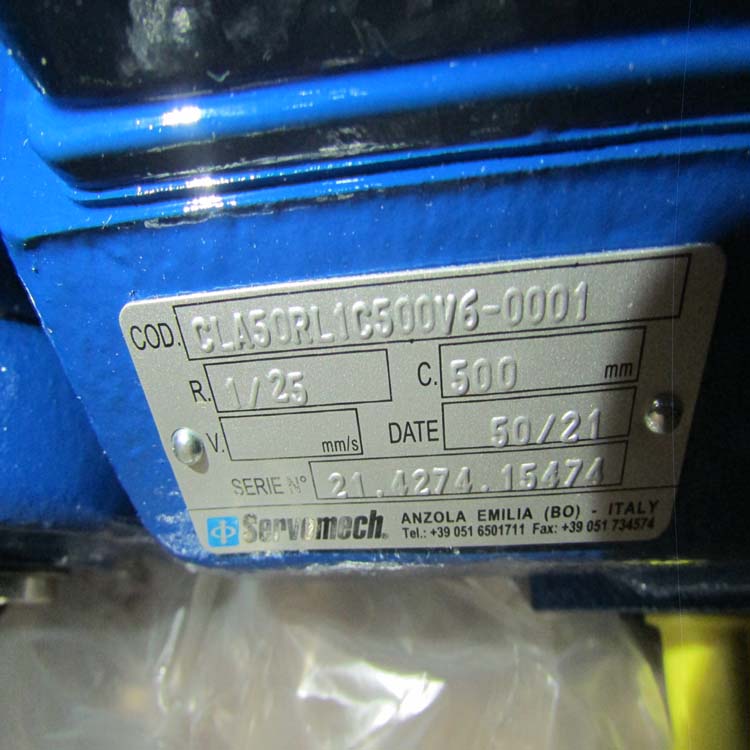 COD. CLA50RL1C500V6-0001
R. 1/25 C. 500 mm
V. mm/s DATE 50/21
SERIE N° 21.4274.15474
Servomech. ANZOLA EMILIA (BO) - ITALY
Tel.: +39 051 6501711 Fax: +39 051 734574